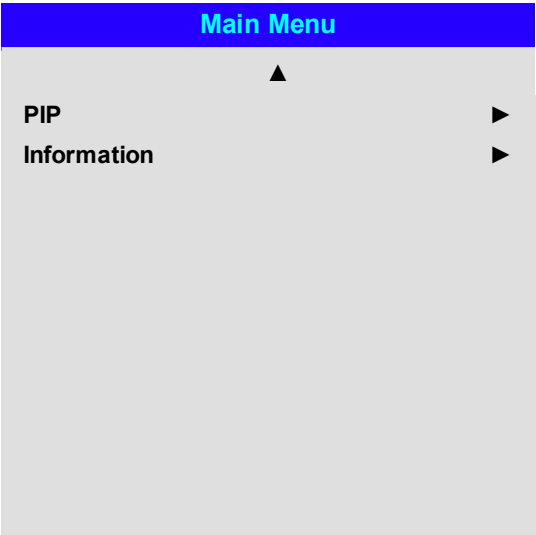 Main Menu
▲
PIP ►
Information ►